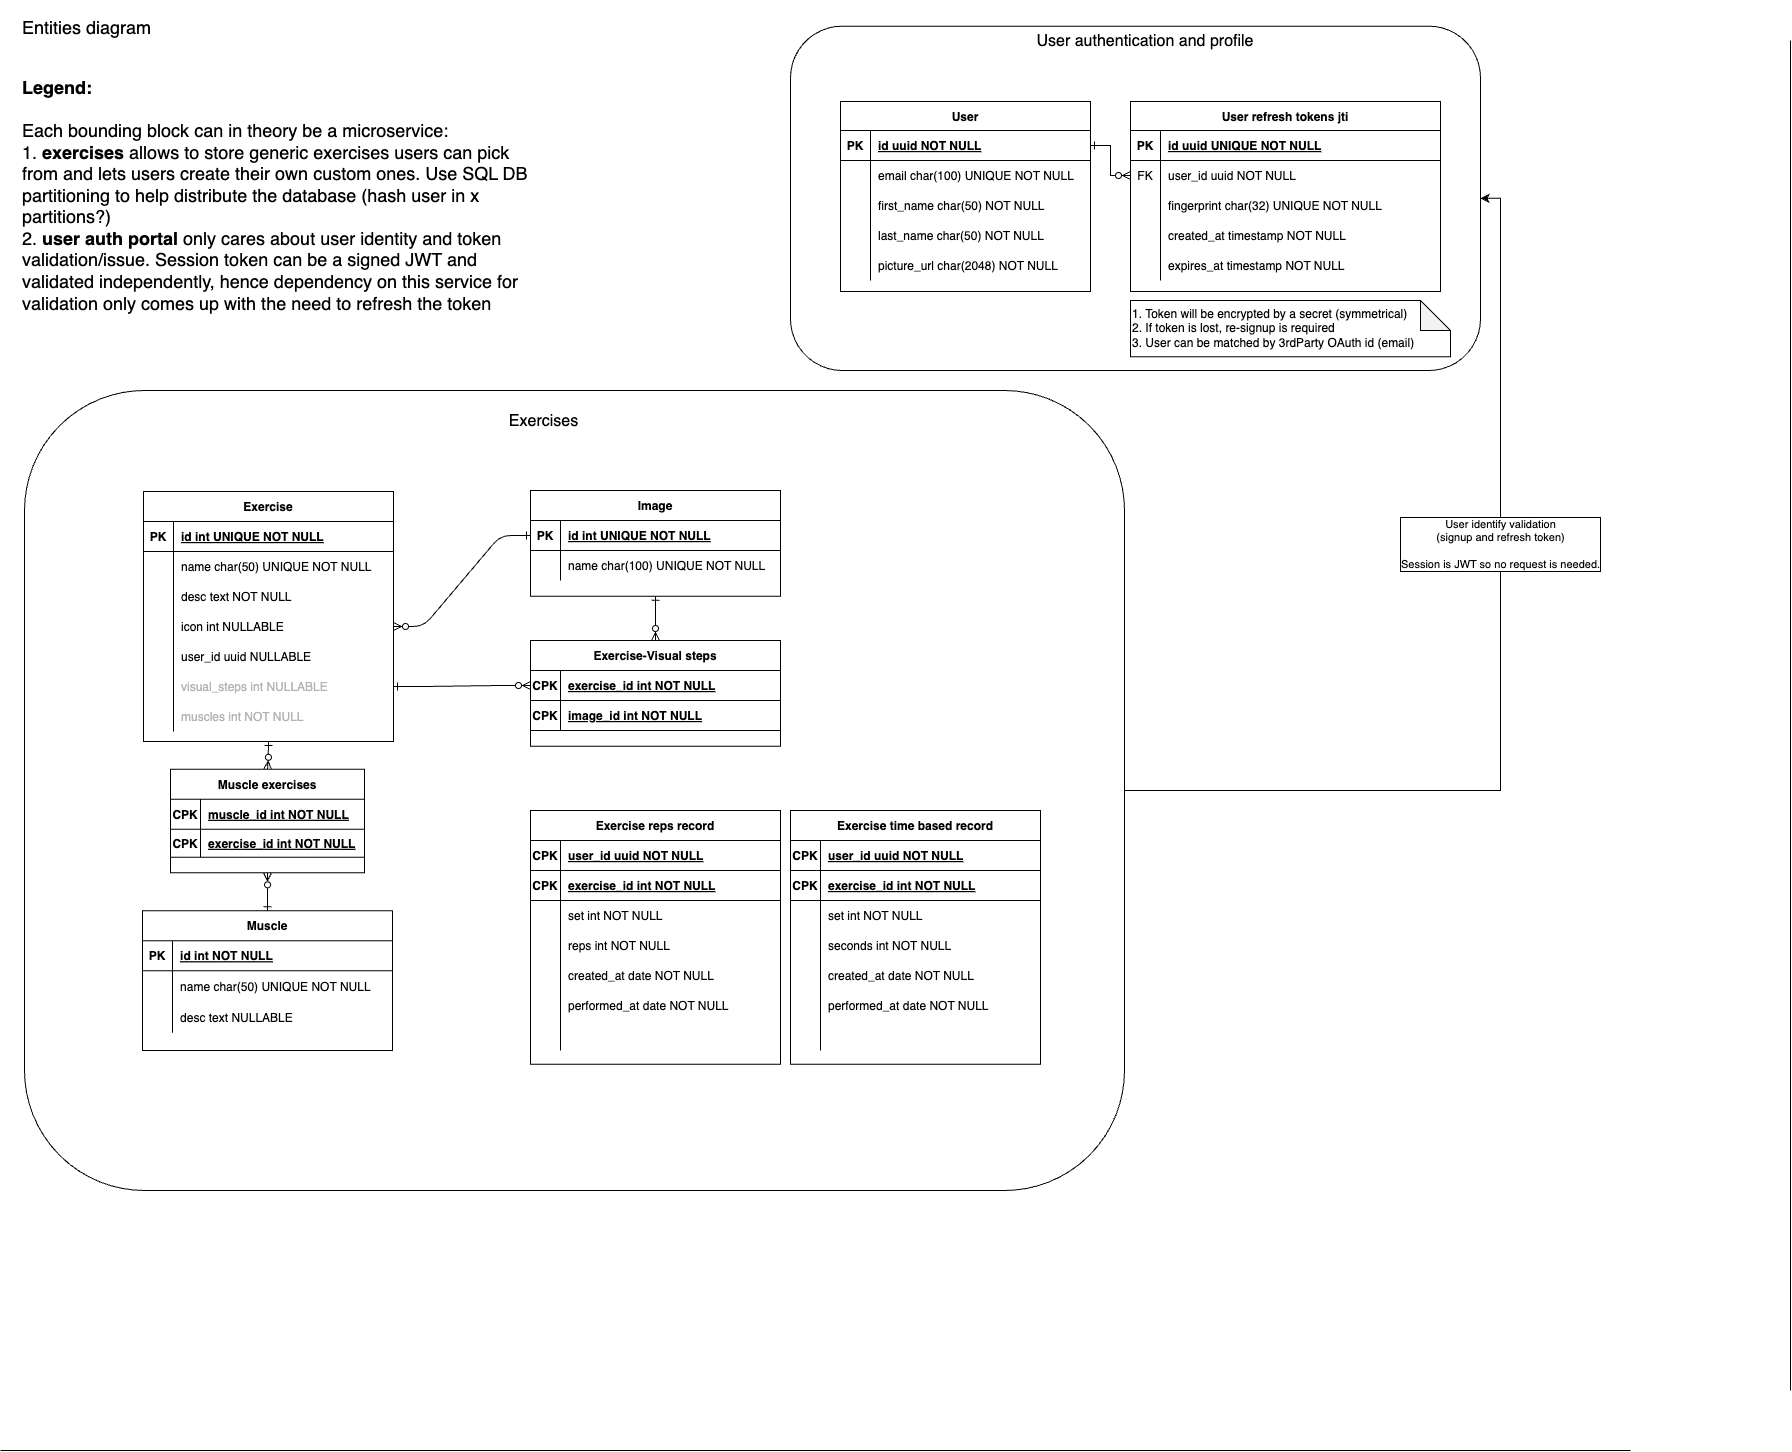 Entities diagram
Legend:
Each bounding block can in theory be a microservice:
1. exercises allows to store generic exercises users can pick
from and lets users create their own custom ones. Use SQL DB
partitioning to help distribute the database (hash user in x
partitions?)
2. user auth portal only cares about user identity and token
validation/issue. Session token can be a signed JWT and
validated independently, hence dependency on this service for
validation only comes up with the need to refresh the token
User authentication and profile
User
PK id uuid NOT NULL
email char(100) UNIQUE NOT NULL
first_name char(50) NOT NULL
last_name char(50) NOT NULL
picture_url char(2048) NOT NULL
User refresh tokens jti
PK id uuid UNIQUE NOT NULL
FK user_id uuid NOT NULL
fingerprint char(32) UNIQUE NOT NULL
created_at timestamp NOT NULL
expires_at timestamp NOT NULL
1. Token will be encrypted by a secret (symmetrical)
2. If token is lost, re-signup is required
3. User can be matched by 3rdParty OAuth id (email)
Exercises
Exercise
PK id int UNIQUE NOT NULL
name char(50) UNIQUE NOT NULL
desc text NOT NULL
icon int NULLABLE
user_id uuid NULLABLE
visual_steps int NULLABLE
muscles int NOT NULL
Image
PK id int UNIQUE NOT NULL
name char(100) UNIQUE NOT NULL
Exercise-Visual steps
CPK exercise_id int NOT NULL
CPK image_id int NOT NULL
User identify validation
(signup and refresh token)
Session is JWT so no request is needed.
Muscle exercises
CPK muscle_id int NOT NULL
CPK exercise_id int NOT NULL
Muscle
PK id int NOT NULL
name char(50) UNIQUE NOT NULL
desc text NULLABLE
Exercise reps record
CPK user_id uuid NOT NULL
CPK exercise_id int NOT NULL
set int NOT NULL
reps int NOT NULL
created_at date NOT NULL
performed_at date NOT NULL
Exercise time based record
CPK user_id uuid NOT NULL
CPK exercise_id int NOT NULL
set int NOT NULL
seconds int NOT NULL
created_at date NOT NULL
performed_at date NOT NULL